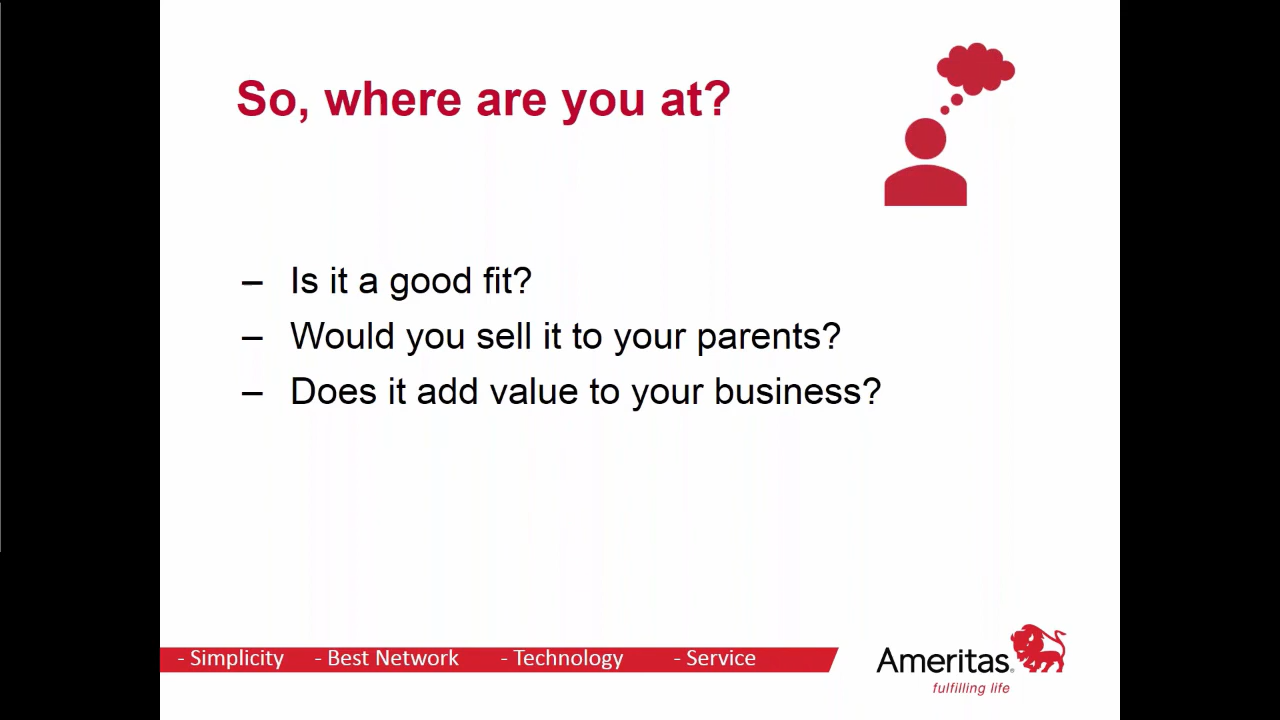 So, where are you at?
– Is it a good fit?
– Would you sell it to your parents?
– Does it add value to your business?
- Simplicity - Best Network - Technology - Service
Ameritas®
fulfilling life